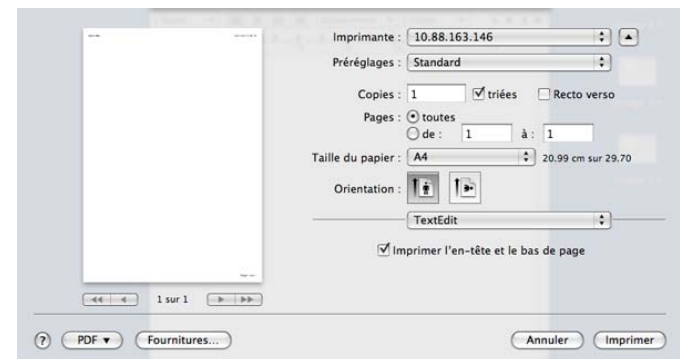 Imprimante : 10.88.163.146
Préréglages : Standard
Copies : 1 triées Recto verso
Pages : toutes
de : 1 à : 1
Taille du papier : A4 20.99 cm sur 29.70
Orientation :
TextEdit
Imprimer l'en-tête et le bas de page
1 sur 1
? PDF Fournitures... Annuler Imprimer